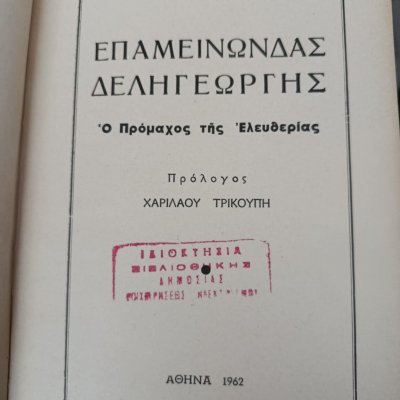 ΕΠΑΜΕΙΝΩΝΔΑΣ
ΔΕΛΗΓΕΩΡΓΗΣ
Ὁ Πρόμαχος τῆς Ἐλευθερίας
Πρόλογος
ΧΑΡΙΛΑΟΥ ΤΡΙΚΟΥΠΗ
ΙΔΙΟΚΤΗΣΙΑ
ΒΙΒΛΙΟΘΗΚΗΣ
ΔΗΜΟΣΙΑΣ
ΑΘΗΝΑ 1962